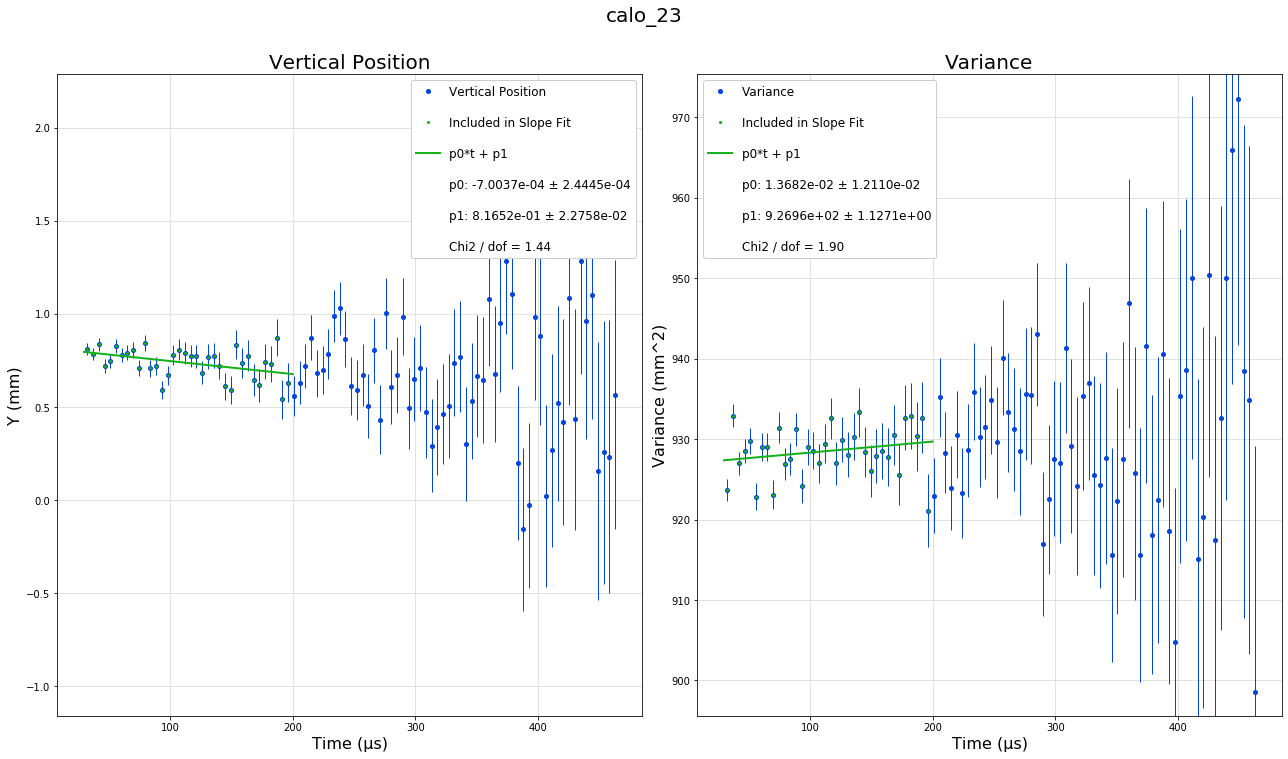 calo_23
Vertical Position
Vertical Position
Included in Slope Fit
p0*t + p1
p0: -7.0037e-04 ± 2.4445e-04
p1: 8.1652e-01 ± 2.2758e-02
Chi2 / dof = 1.44
Y (mm)
2.0
1.5
1.0
0.5
0.0
−0.5
−1.0
100
200
300
400
Time (μs)
Variance
Variance
Included in Slope Fit
p0*t + p1
p0: 1.3682e-02 ± 1.2110e-02
p1: 9.2696e+02 ± 1.1271e+00
Chi2 / dof = 1.90
Variance (mm^2)
970
960
950
940
930
920
910
900
100
200
300
400
Time (μs)